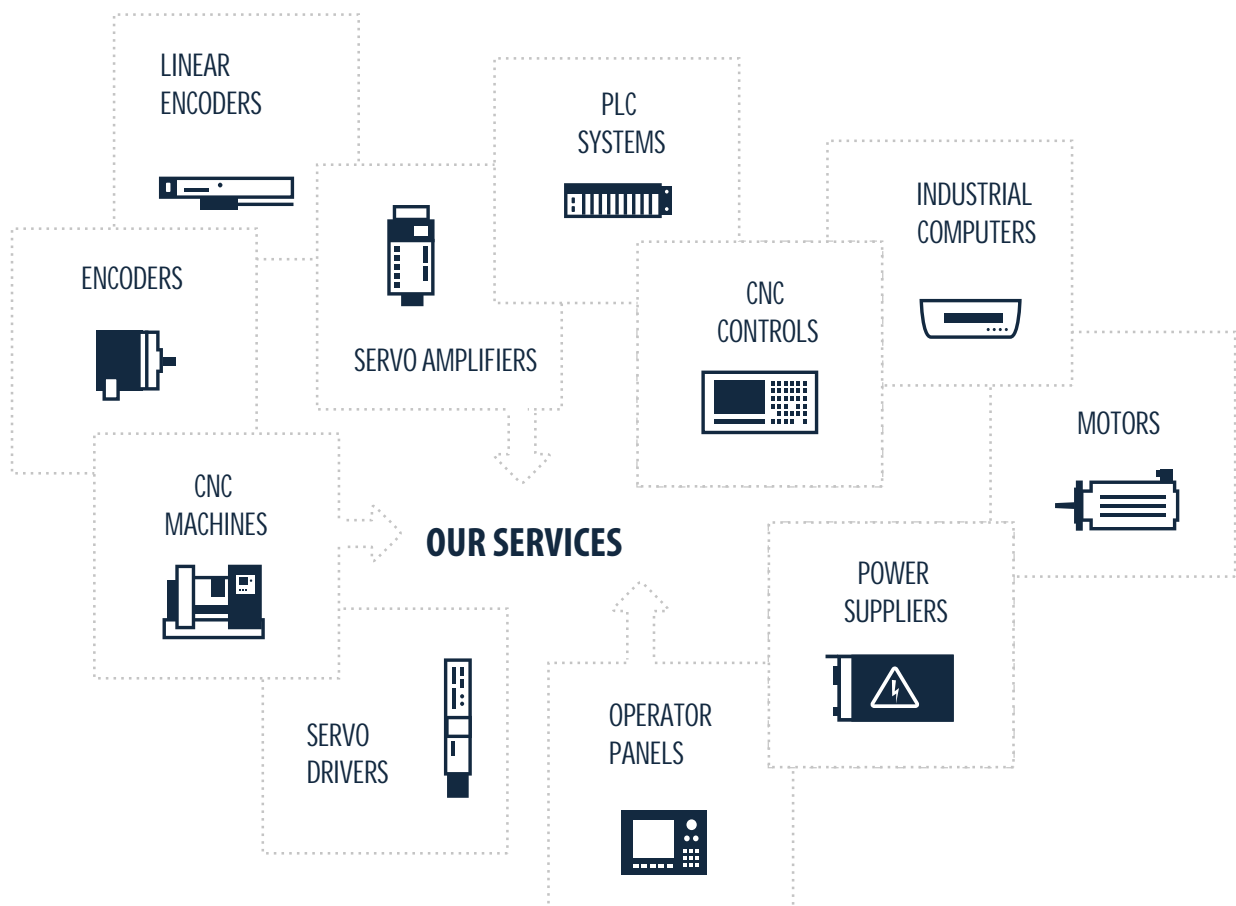 LINEAR
ENCODERS
PLC
SYSTEMS
INDUSTRIAL
COMPUTERS
ENCODERS
SERVO AMPLIFIERS
CNC
CONTROLS
MOTORS
CNC
MACHINES
OUR SERVICES
POWER
SUPPLIERS
SERVO
DRIVERS
OPERATOR
PANELS